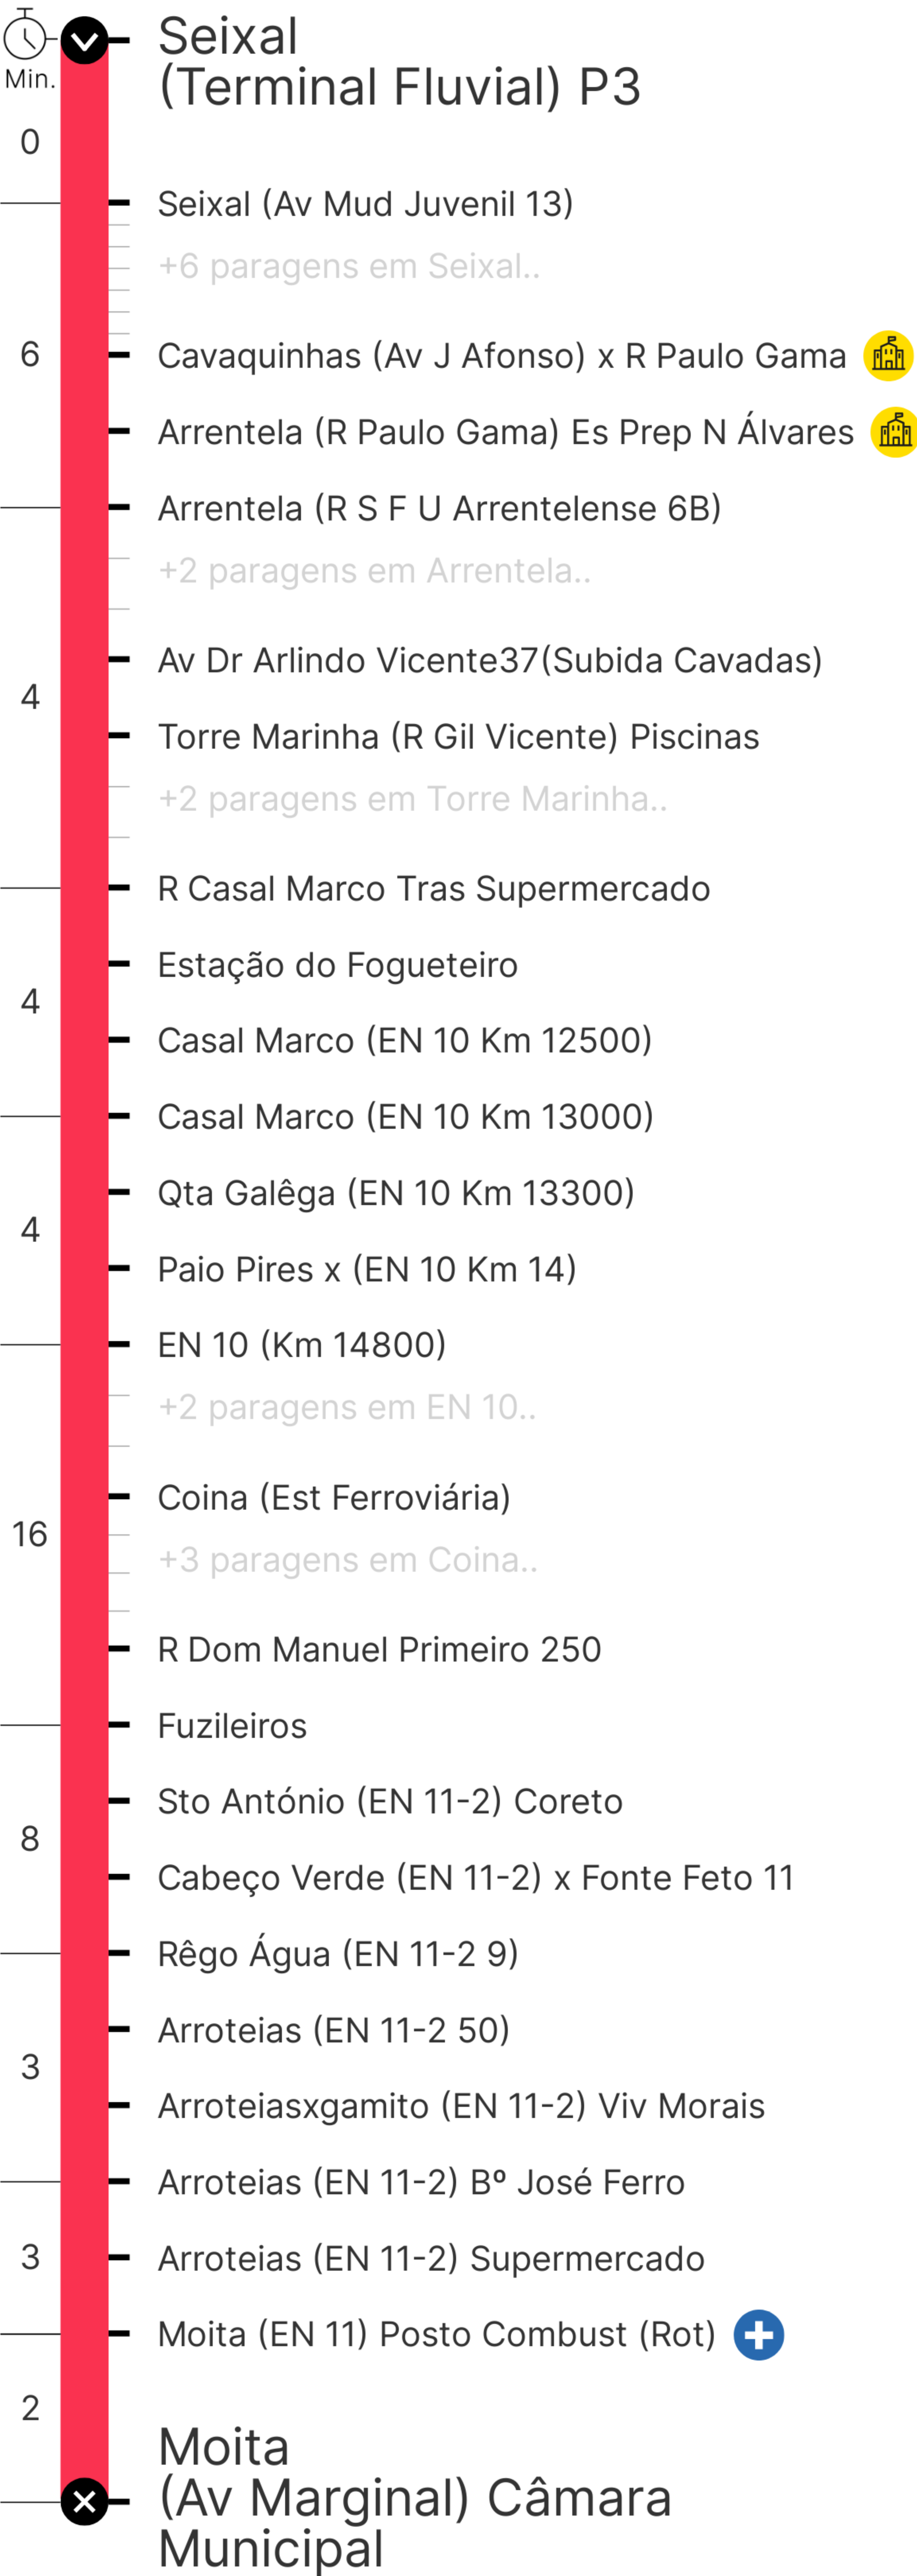 Seixal
(Terminal Fluvial) P3
Min.
0
Seixal (Av Mud Juvenil 13)
+6 paragens em Seixal..
6
Cavaquinhas (Av J Afonso) x R Paulo Gama
Arrentela (R Paulo Gama) Es Prep N Álvares
Arrentela (R S F U Arrentelense 6B)
+2 paragens em Arrentela..
Av Dr Arlindo Vicente37(Subida Cavadas)
4
Torre Marinha (R Gil Vicente) Piscinas
+2 paragens em Torre Marinha..
R Casal Marco Tras Supermercado
Estação do Fogueteiro
4
Casal Marco (EN 10 Km 12500)
Casal Marco (EN 10 Km 13000)
Qta Galêga (EN 10 Km 13300)
4
Paio Pires x (EN 10 Km 14)
EN 10 (Km 14800)
+2 paragens em EN 10..
Coina (Est Ferroviária)
16
+3 paragens em Coina..
R Dom Manuel Primeiro 250
Fuzileiros
Sto António (EN 11-2) Coreto
8
Cabeço Verde (EN 11-2) x Fonte Feto 11
Rêgo Água (EN 11-2 9)
Arroteias (EN 11-2 50)
3
Arroteiasxgamito (EN 11-2) Viv Morais
Arroteias (EN 11-2) Bº José Ferro
3
Arroteias (EN 11-2) Supermercado
Moita (EN 11) Posto Combust (Rot)
2
Moita
(Av Marginal) Câmara
Municipal